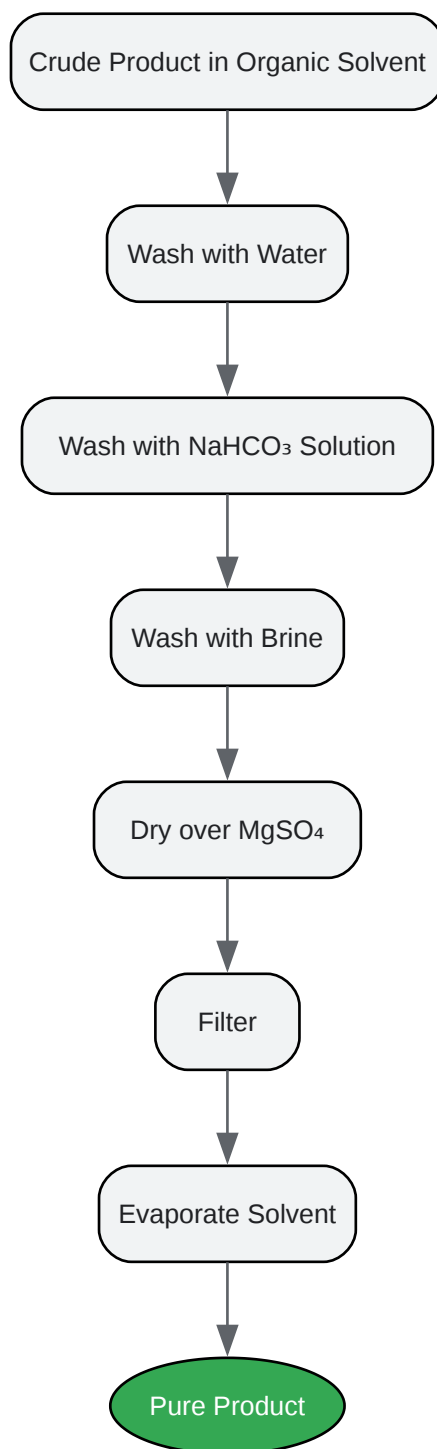 Crude Product in Organic Solvent
Wash with Water
Wash with NaHCO₃ Solution
Wash with Brine
Dry over MgSO₄
Filter
Evaporate Solvent
Pure Product